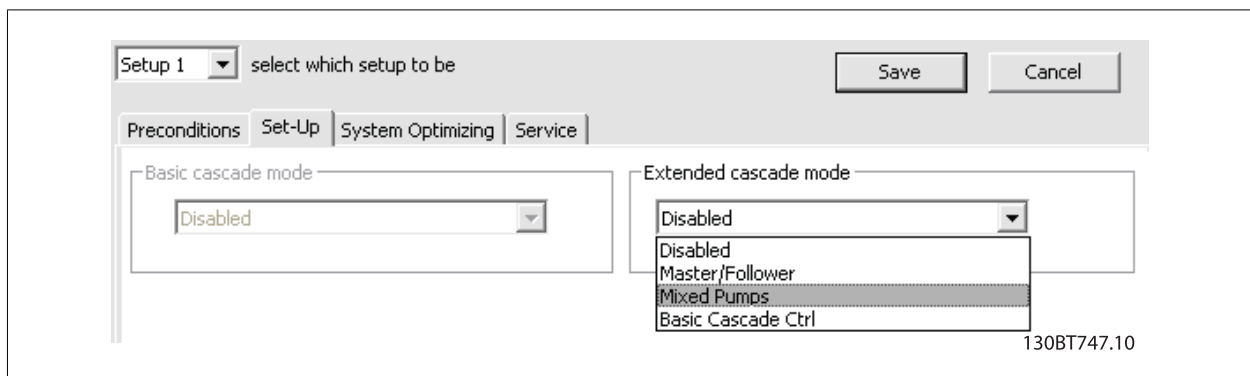 Setup 1 select which setup to be Save Cancel
Preconditions Set-Up System Optimizing Service
Basic cascade mode Extended cascade mode
Disabled Disabled
Disabled
Master/Follower
Mixed Pumps
Basic Cascade Ctrl
130BT747.10